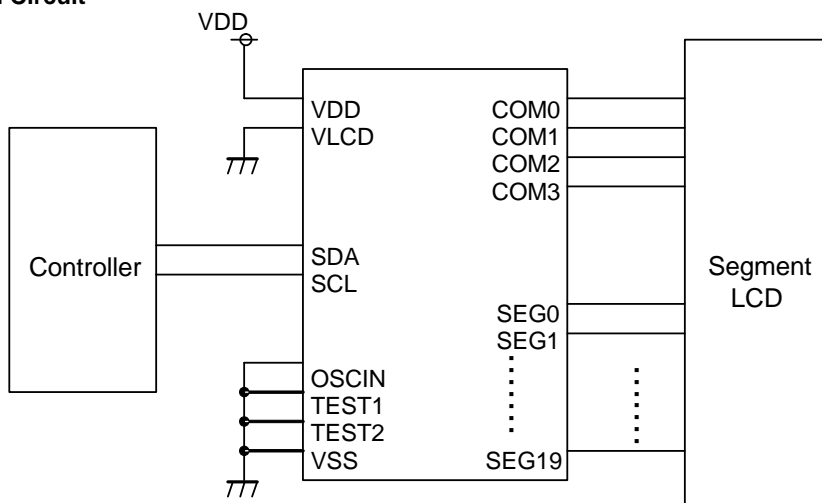 Circuit
VDD
VDD
VLCD
SDA
SCL
OSCIN
TEST1
TEST2
VSS
COM0
COM1
COM2
COM3
SEG0
SEG1
SEG19
Controller
Segment
LCD